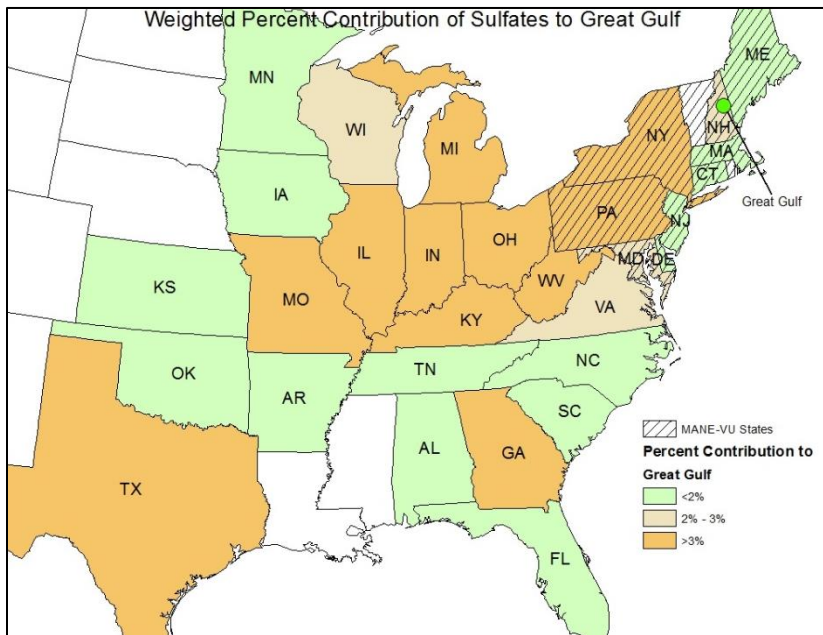 Weighted Percent Contribution of Sulfates to Great Gulf
ME
MN
WI
NH
NY
MA
MI
CT
IA
Great Gulf
PA
NJ
OH
IL
IN
MD
DE
WV
KS
MO
VA
KY
NC
TN
OK
AR
SC
AL
GA
TX
FL
MANE-VU States
Percent Contribution to
Great Gulf
<2%
2% - 3%
>3%